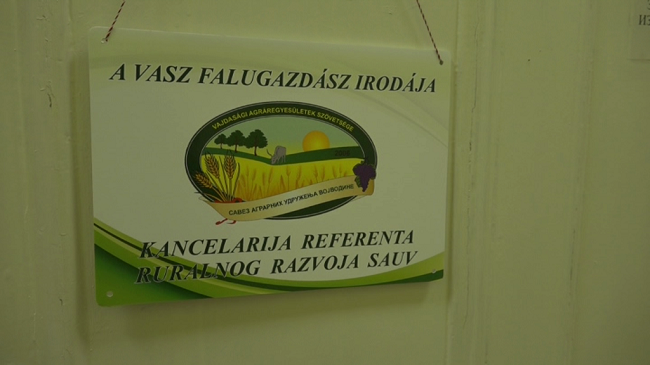 A VASZ FALUGAZDÁSZ IRODÁJA
VAJDASÁGI AGRÁREGYESÜLETEK SZÖVETSÉGE
САВЕЗ АГРАРНИХ УДРУЖЕЊА ВОЈВОДИНЕ
KANCELARIJA REFERENTA
RURALNOG RAZVOJA SAUV